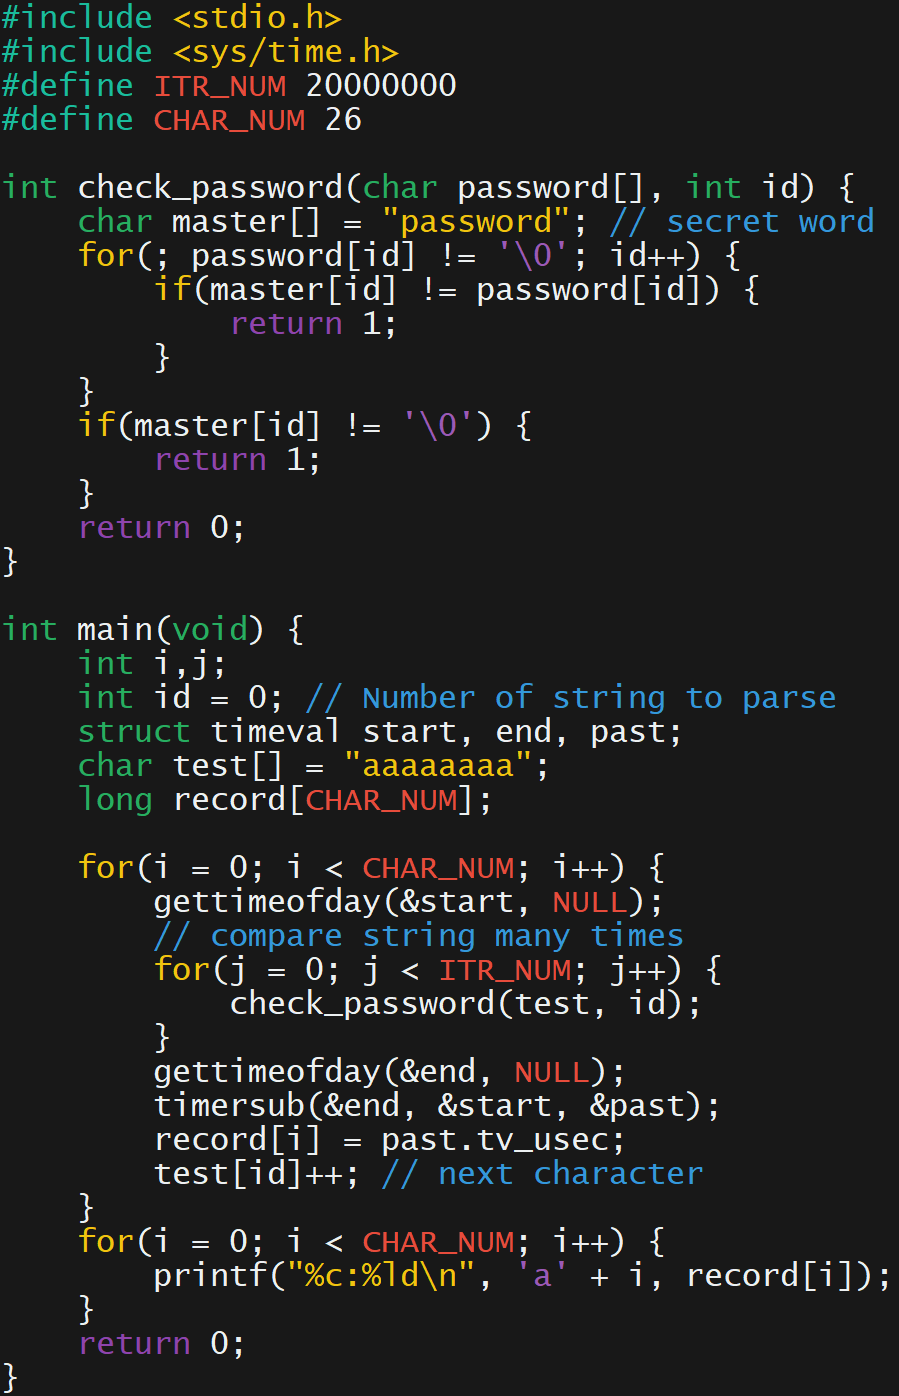 #include <stdio.h>
#include <sys/time.h>
#define ITR_NUM 20000000
#define CHAR_NUM 26

int check_password(char password[], int id) {
    char master[] = "password"; // secret word
    for(; password[id] != '\0'; id++) {
        if(master[id] != password[id]) {
            return 1;
        }
    }
    if(master[id] != '\0') {
        return 1;
    }
    return 0;
}

int main(void) {
    int i,j;
    int id = 0; // Number of string to parse
    struct timeval start, end, past;
    char test[] = "aaaaaaaa";
    long record[CHAR_NUM];

    for(i = 0; i < CHAR_NUM; i++) {
        gettimeofday(&start, NULL);
        // compare string many times
        for(j = 0; j < ITR_NUM; j++) {
            check_password(test, id);
        }
        gettimeofday(&end, NULL);
        timersub(&end, &start, &past);
        record[i] = past.tv_usec;
        test[id]++; // next character
    }
    for(i = 0; i < CHAR_NUM; i++) {
        printf("%c:%ld\n", 'a' + i, record[i]);
    }
    return 0;
}